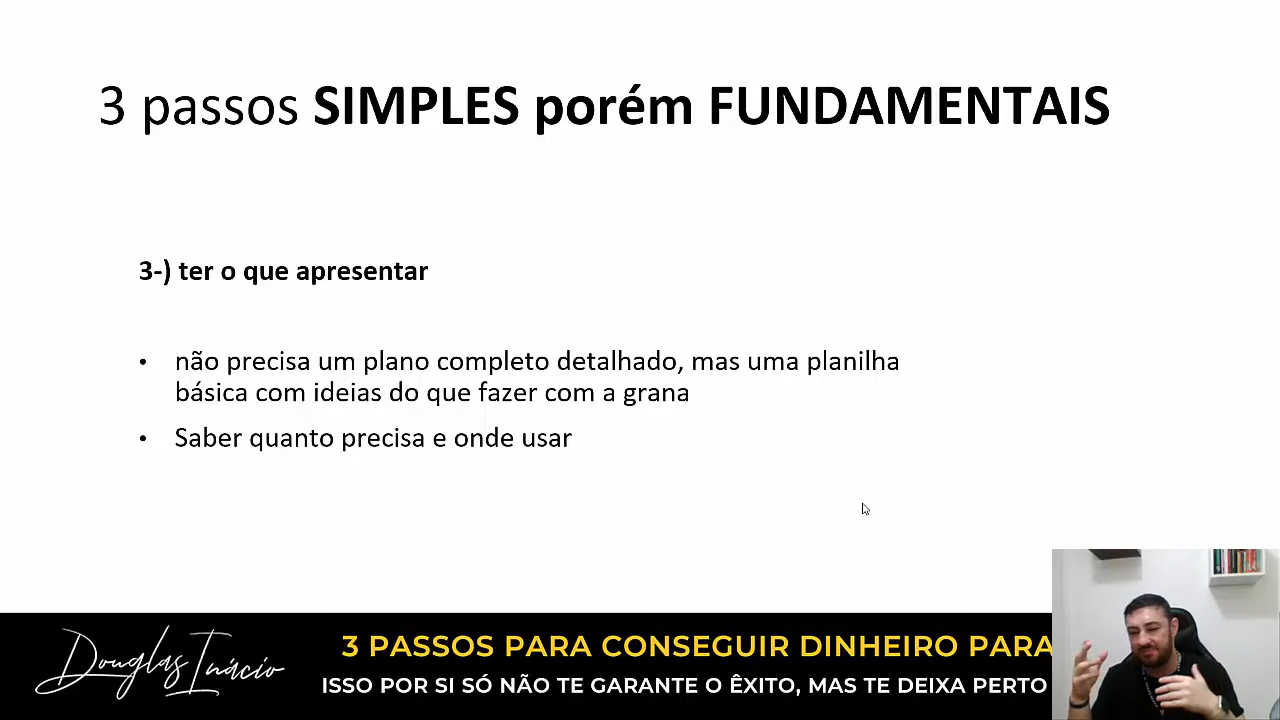 3 passos SIMPLES porém FUNDAMENTAIS
3-) ter o que apresentar
• não precisa um plano completo detalhado, mas uma planilha
básica com ideias do que fazer com a grana
• Saber quanto precisa e onde usar
Douglas Inácio
3 PASSOS PARA CONSEGUIR DINHEIRO PARA
ISSO POR SI SÓ NÃO TE GARANTE O ÊXITO, MAS TE DEIXA PERTO